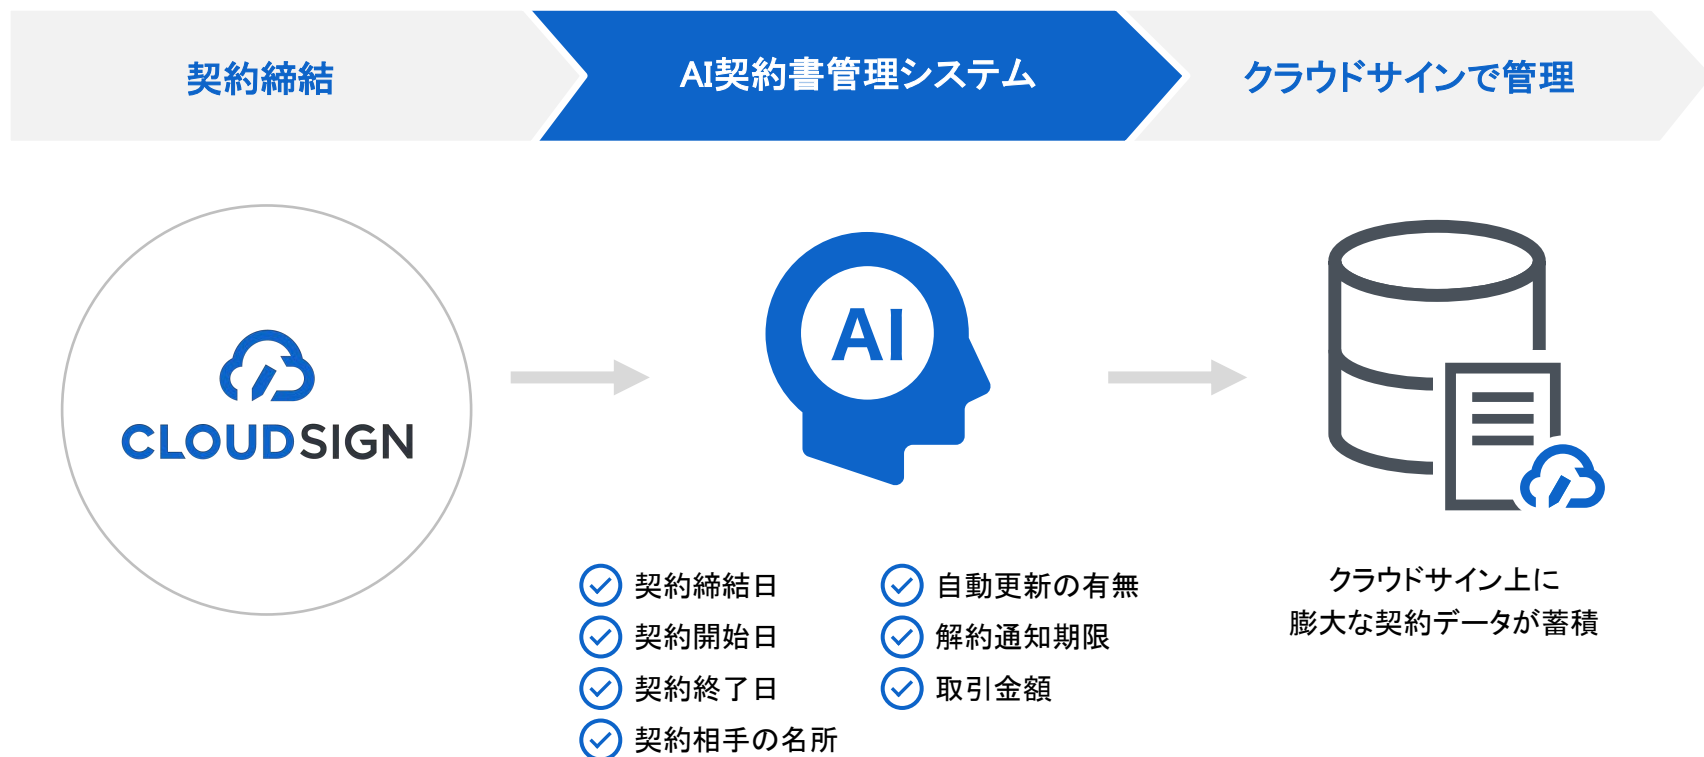 契約締結
AI契約書管理システム
クラウドサインで管理
CLOUDSIGN
AI
契約締結日
契約開始日
契約終了日
契約相手の名所
自動更新の有無
解約通知期限
取引金額
クラウドサイン上に
膨大な契約データが蓄積